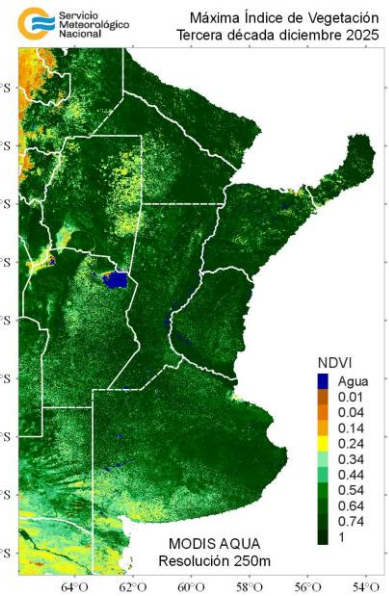 Servicio
Meteorológico
Nacional
Máxima Índice de Vegetación
Tercera década diciembre 2025
°S
°S
°S
°S
°S
°S
°S
°S
°S
NDVI
Agua
0.01
0.04
0.14
0.24
0.34
0.44
0.54
0.64
0.74
1
MODIS AQUA
Resolución 250m
64°O 62°O 60°O 58°O 56°O 54°O